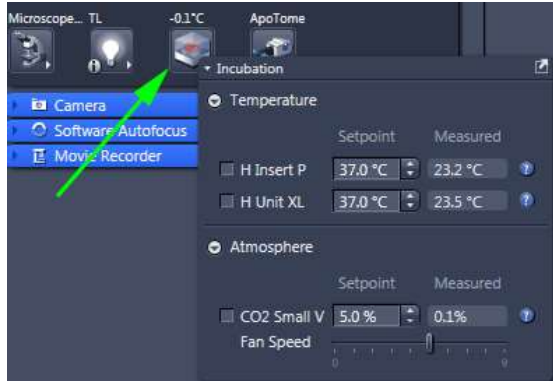 Microscope... TL -0.1°C ApoTome
Incubation
Camera
Temperature
Software Autofocus
Setpoint Measured
Movie Recorder
H Insert P 37.0 °C 23.2 °C ?
H Unit XL 37.0 °C 23.5 °C ?
Atmosphere
Setpoint Measured
CO2 Small V 5.0 % 0.1% ?
Fan Speed
0 9